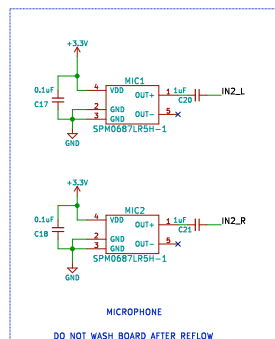 +3.3V
MIC1
0.1uF
C17
4 VDD
OUT+ 1
1uF
C20
IN2_L
2 GND
3 GND
OUT- 5
SPM0687LR5H-1
GND
+3.3V
MIC2
0.1uF
C18
4 VDD
OUT+ 1
1uF
C21
IN2_R
2 GND
3 GND
OUT- 5
SPM0687LR5H-1
GND
MICROPHONE
DO NOT WASH BOARD AFTER REFLOW